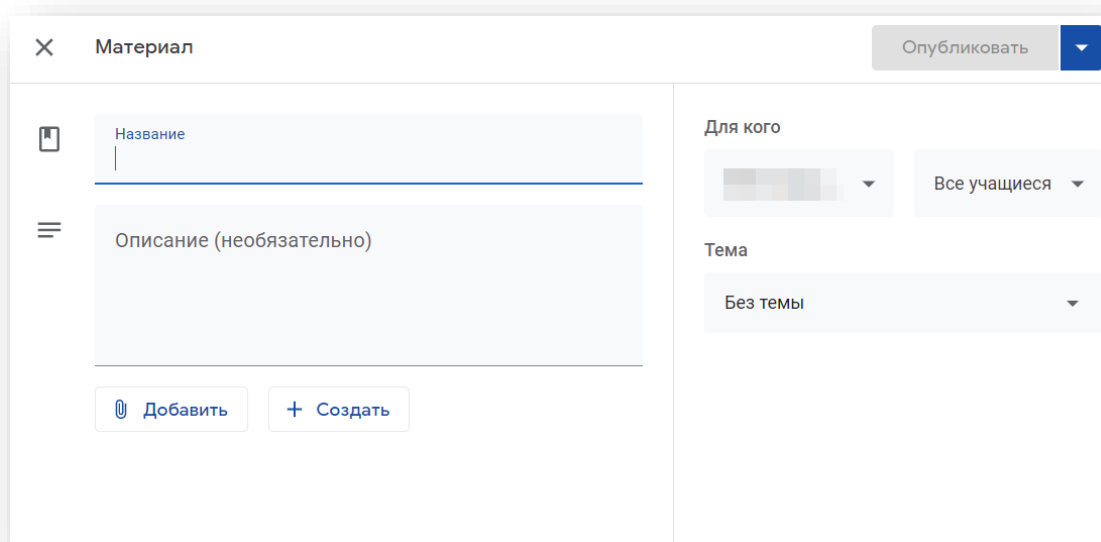 Материал
Опубликовать
Название
Описание (необязательно)
Добавить
Создать
Для кого
Все учащиеся
Тема
Без темы